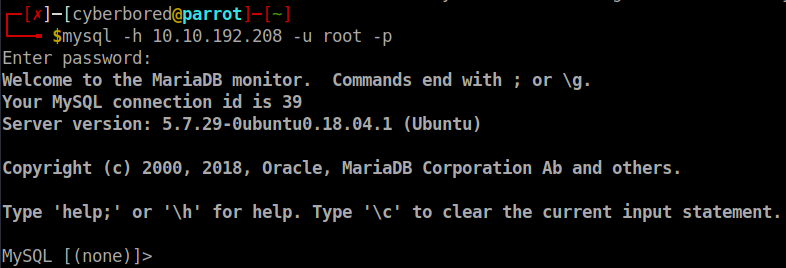 ┌─[✗]─[cyberbored@parrot]─[~]
└──╼ $mysql -h 10.10.192.208 -u root -p
Enter password:
Welcome to the MariaDB monitor.  Commands end with ; or \g.
Your MySQL connection id is 39
Server version: 5.7.29-0ubuntu0.18.04.1 (Ubuntu)
Copyright (c) 2000, 2018, Oracle, MariaDB Corporation Ab and others.
Type 'help;' or '\h' for help. Type '\c' to clear the current input statement.
MySQL [(none)]>